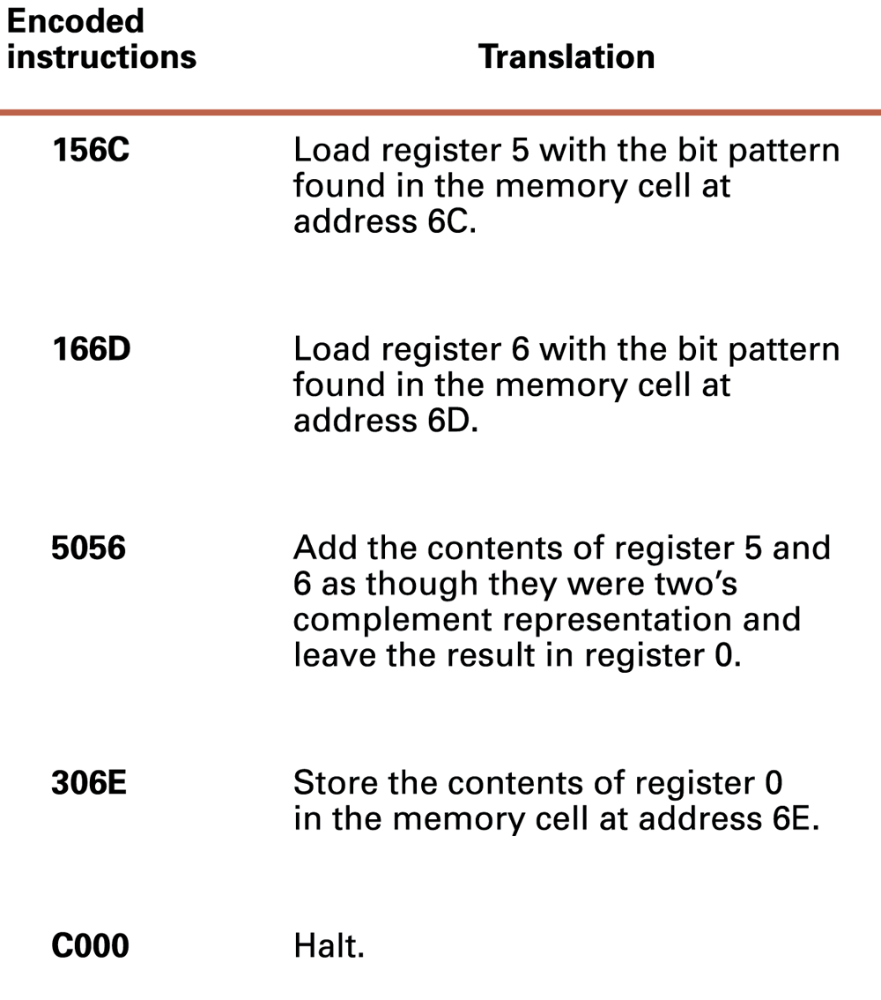 Encoded
instructions
Translation
156C
Load register 5 with the bit pattern
found in the memory cell at
address 6C.
166D
Load register 6 with the bit pattern
found in the memory cell at
address 6D.
5056
Add the contents of register 5 and
6 as though they were two’s
complement representation and
leave the result in register 0.
306E
Store the contents of register 0
in the memory cell at address 6E.
C000
Halt.